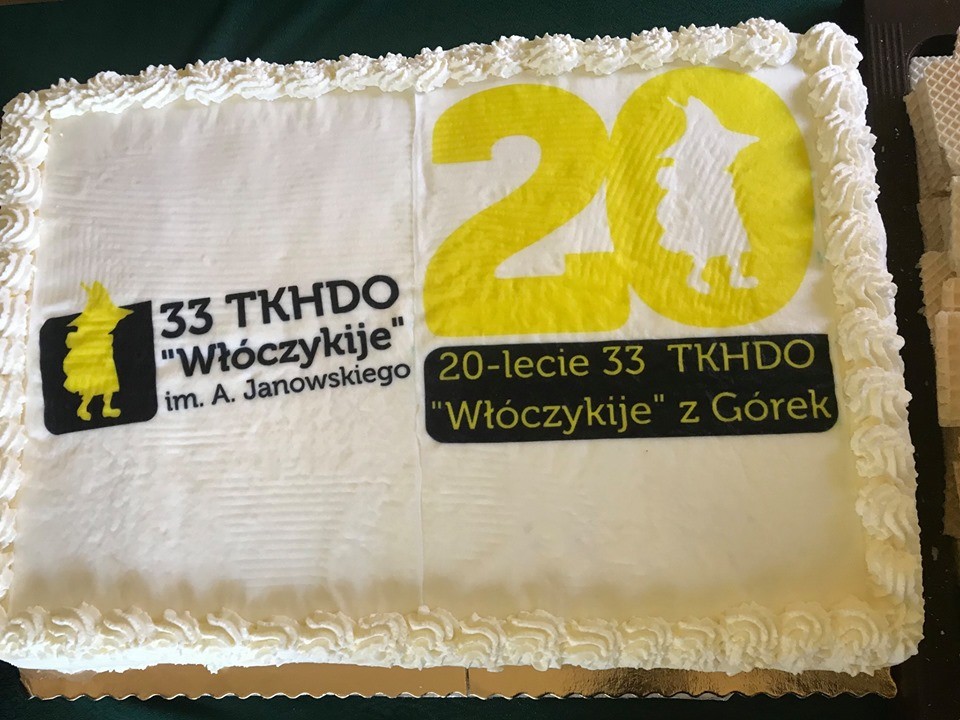 33 TKHDO
"Włóczykije"
im. A. Janowskiego
20
20-lecie 33 TKHDO
"Włóczykije" z Górek